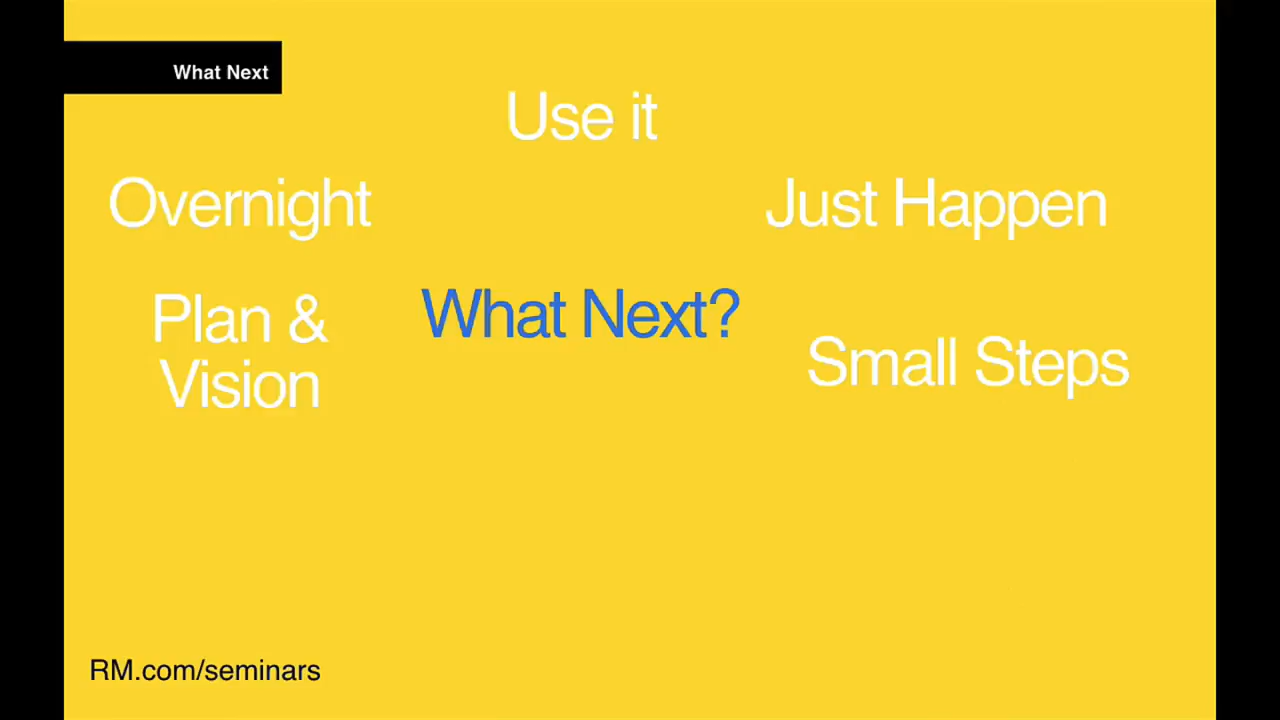 What Next
Use it
Overnight
Just Happen
Plan &
Vision
What Next?
Small Steps
RM.com/seminars